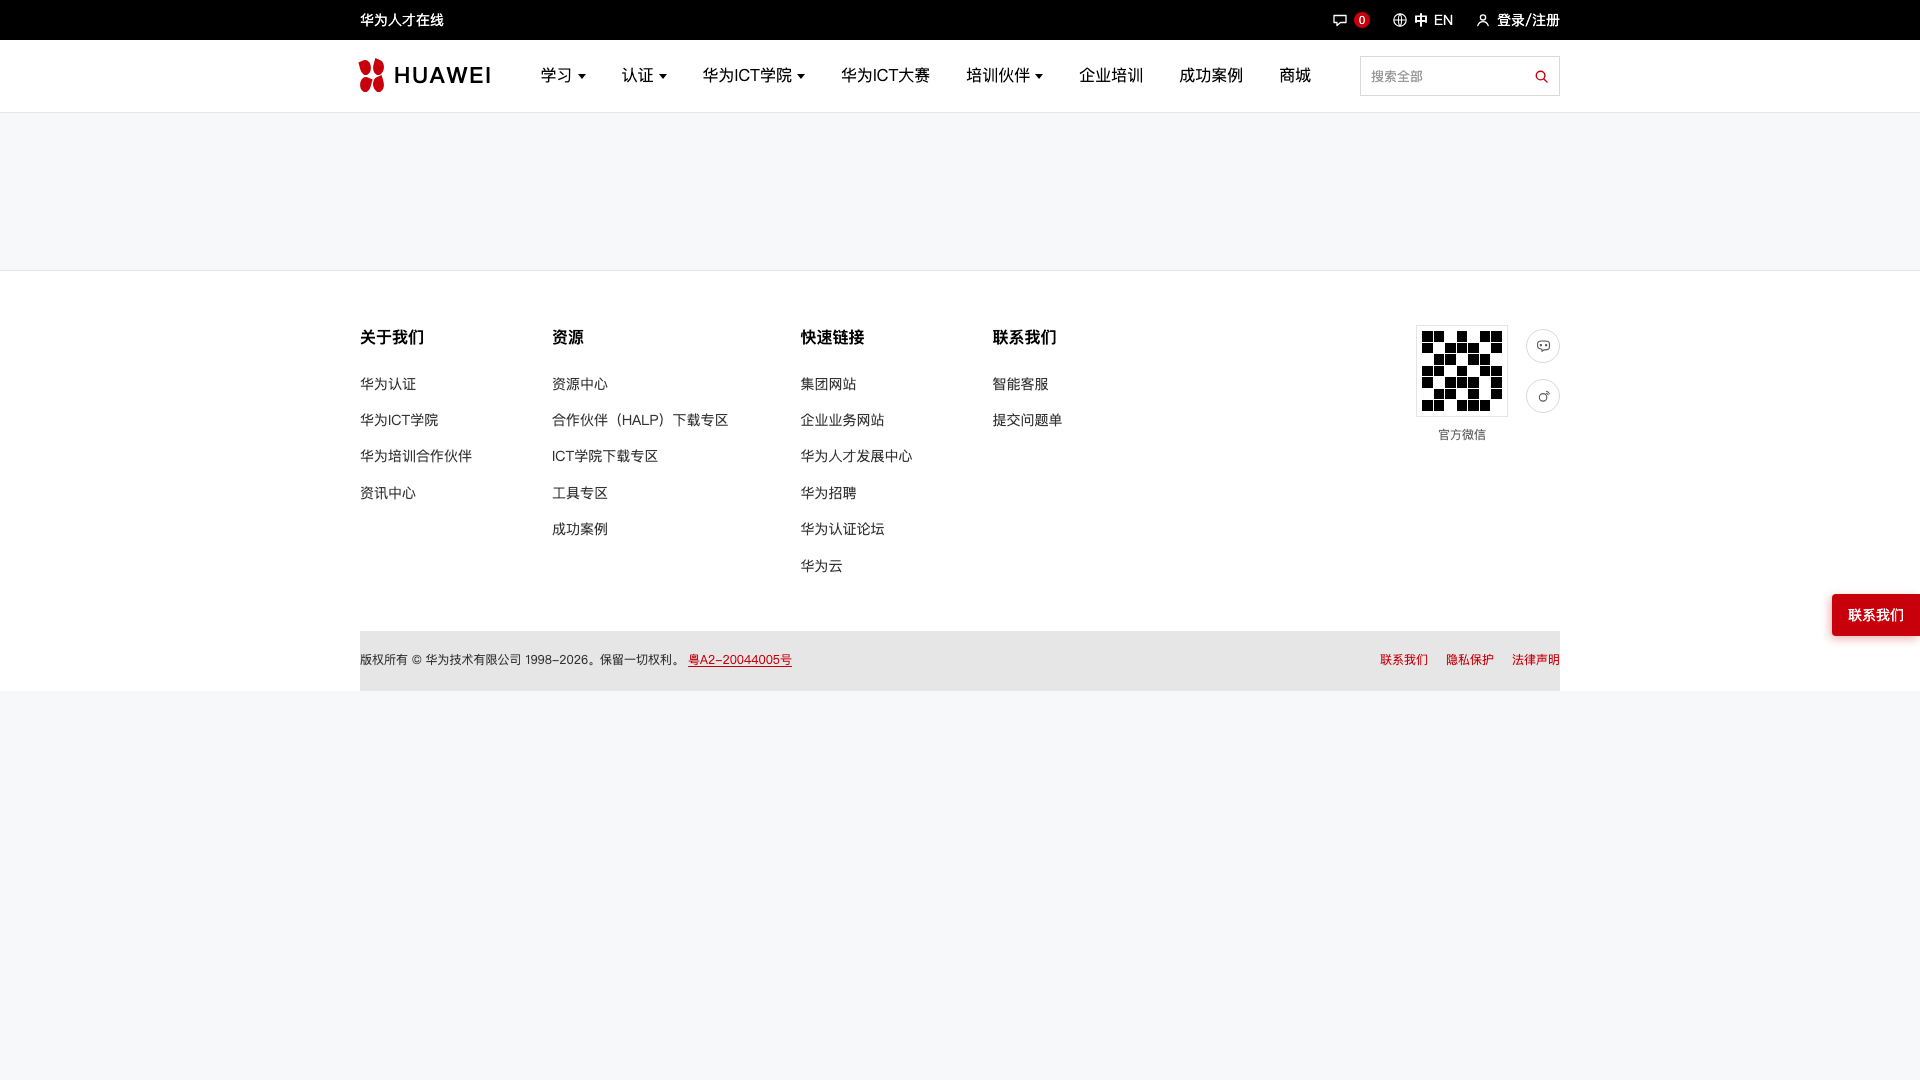 华为人才在线
0
中 EN
登录/注册
HUAWEI
学习
认证
华为ICT学院
华为ICT大赛
培训伙伴
企业培训
成功案例
商城
搜索全部
关于我们
华为认证
华为ICT学院
华为培训合作伙伴
资讯中心
资源
资源中心
合作伙伴（HALP）下载专区
ICT学院下载专区
工具专区
成功案例
快速链接
集团网站
企业业务网站
华为人才发展中心
华为招聘
华为认证论坛
华为云
联系我们
智能客服
提交问题单
官方微信
联系我们
版权所有 © 华为技术有限公司 1998-2026。保留一切权利。 粤A2-20044005号
联系我们
隐私保护
法律声明